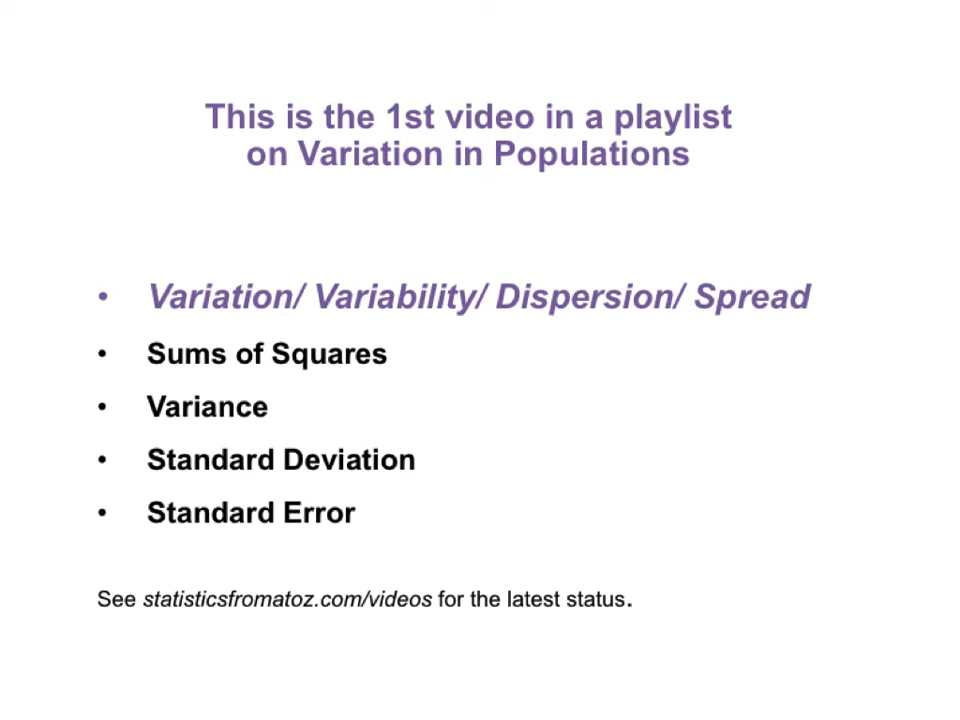 This is the 1st video in a playlist
on Variation in Populations
• Variation/ Variability/ Dispersion/ Spread
• Sums of Squares
• Variance
• Standard Deviation
• Standard Error
See statisticsfromatoz.com/videos for the latest status.